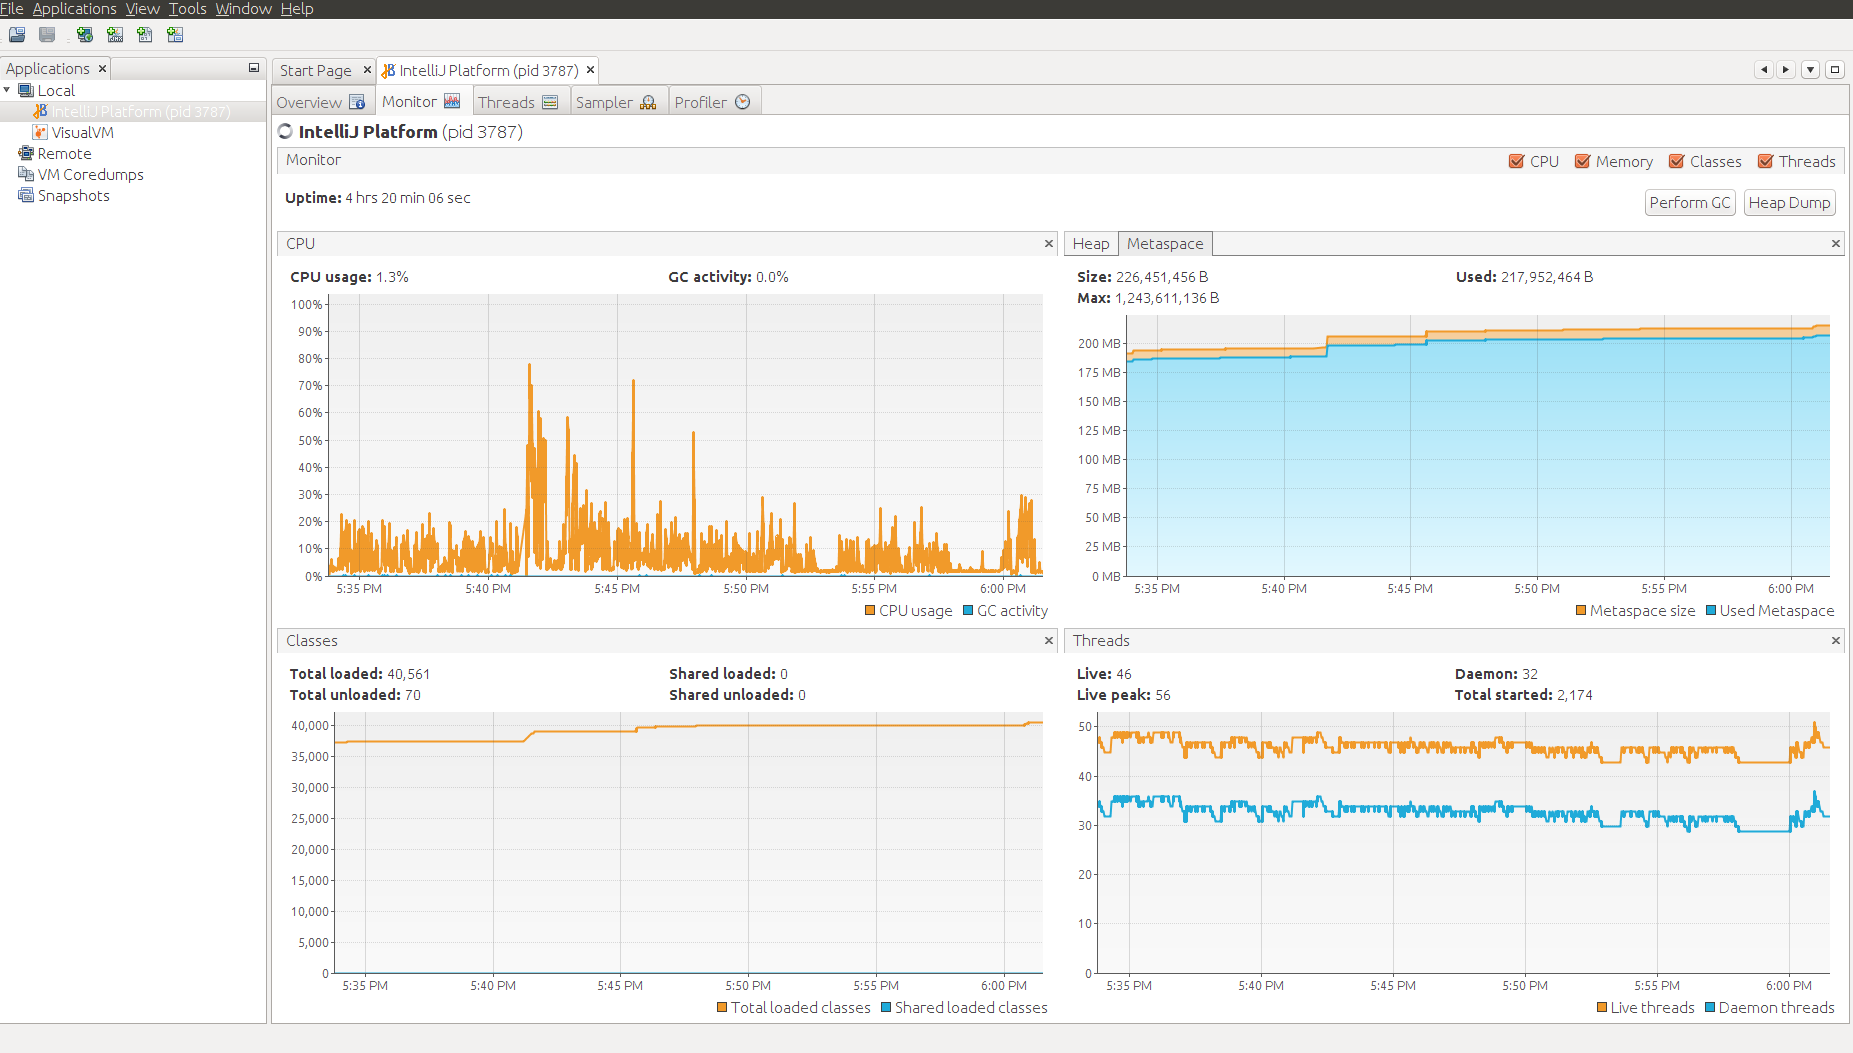 File Applications View Tools Window Help
Applications
Local
IntelliJ Platform (pid 3787)
VisualVM
Remote
VM Coredumps
Snapshots
Start Page IntelliJ Platform (pid 3787)
Overview Monitor Threads Sampler Profiler
IntelliJ Platform (pid 3787)
Monitor
CPU Memory Classes Threads
Uptime: 4 hrs 20 min 06 sec
Perform GC Heap Dump
CPU
CPU usage: 1.3% GC activity: 0.0%
100%
90%
80%
70%
60%
50%
40%
30%
20%
10%
0%
5:35 PM 5:40 PM 5:45 PM 5:50 PM 5:55 PM 6:00 PM
CPU usage GC activity
Heap Metaspace
Size: 226,451,456 B Used: 217,952,464 B
Max: 1,243,611,136 B
200 MB
175 MB
150 MB
125 MB
100 MB
75 MB
50 MB
25 MB
0 MB
5:35 PM 5:40 PM 5:45 PM 5:50 PM 5:55 PM 6:00 PM
Metaspace size Used Metaspace
Classes
Total loaded: 40,561 Shared loaded: 0
Total unloaded: 70 Shared unloaded: 0
40,000
35,000
30,000
25,000
20,000
15,000
10,000
5,000
0
5:35 PM 5:40 PM 5:45 PM 5:50 PM 5:55 PM 6:00 PM
Total loaded classes Shared loaded classes
Threads
Live: 46 Daemon: 32
Live peak: 56 Total started: 2,174
50
40
30
20
10
0
5:35 PM 5:40 PM 5:45 PM 5:50 PM 5:55 PM 6:00 PM
Live threads Daemon threads